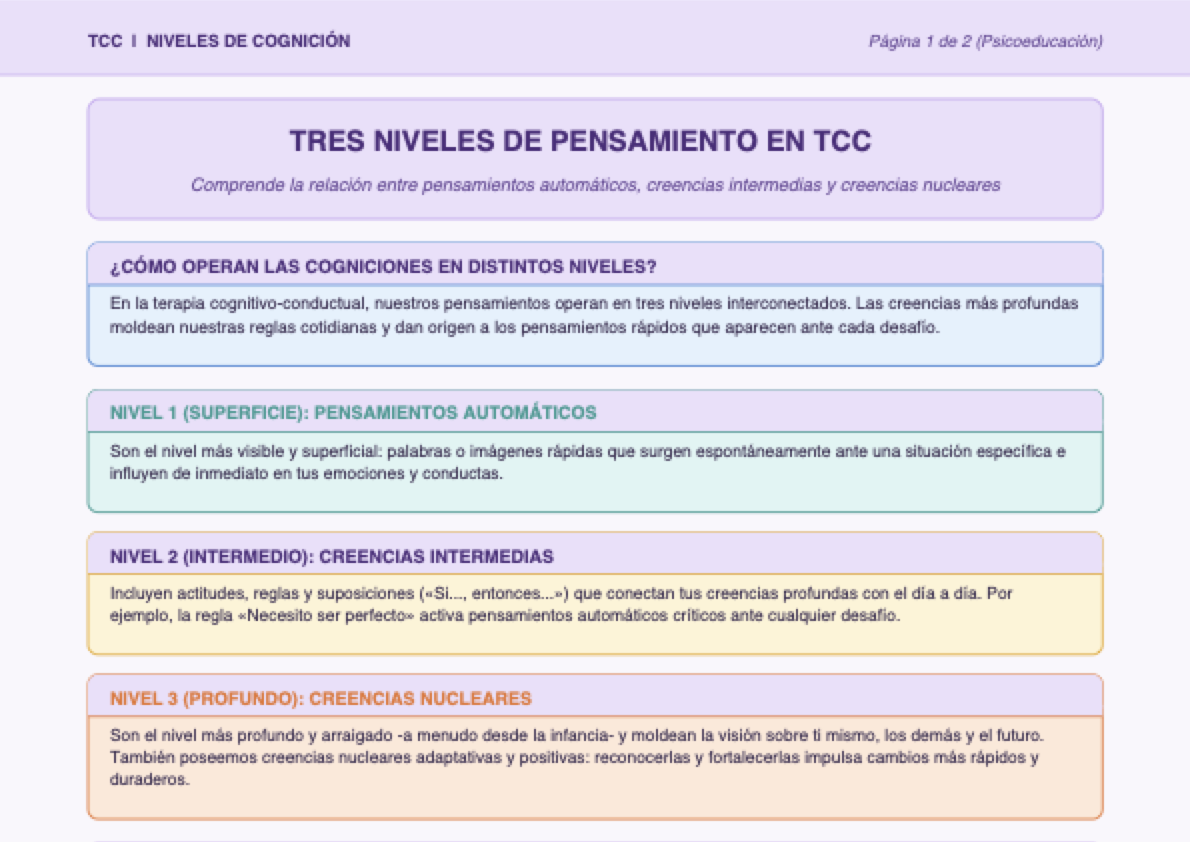 TCC | NIVELES DE COGNICIÓN
Página 1 de 2 (Psicoeducación)
TRES NIVELES DE PENSAMIENTO EN TCC
Comprende la relación entre pensamientos automáticos, creencias intermedias y creencias nucleares
¿CÓMO OPERAN LAS COGNICIONES EN DISTINTOS NIVELES?
En la terapia cognitivo-conductual, nuestros pensamientos operan en tres niveles interconectados. Las creencias más profundas
moldean nuestras reglas cotidianas y dan origen a los pensamientos rápidos que aparecen ante cada desafío.
NIVEL 1 (SUPERFICIE): PENSAMIENTOS AUTOMÁTICOS
Son el nivel más visible y superficial: palabras o imágenes rápidas que surgen espontáneamente ante una situación específica e
influyen de inmediato en tus emociones y conductas.
NIVEL 2 (INTERMEDIO): CREENCIAS INTERMEDIAS
Incluyen actitudes, reglas y suposiciones («Si..., entonces...») que conectan tus creencias profundas con el día a día. Por
ejemplo, la regla «Necesito ser perfecto» activa pensamientos automáticos críticos ante cualquier desafío.
NIVEL 3 (PROFUNDO): CREENCIAS NUCLEARES
Son el nivel más profundo y arraigado -a menudo desde la infancia- y moldean la visión sobre ti mismo, los demás y el futuro.
También poseemos creencias nucleares adaptativas y positivas: reconocerlas y fortalecerlas impulsa cambios más rápidos y
duraderos.